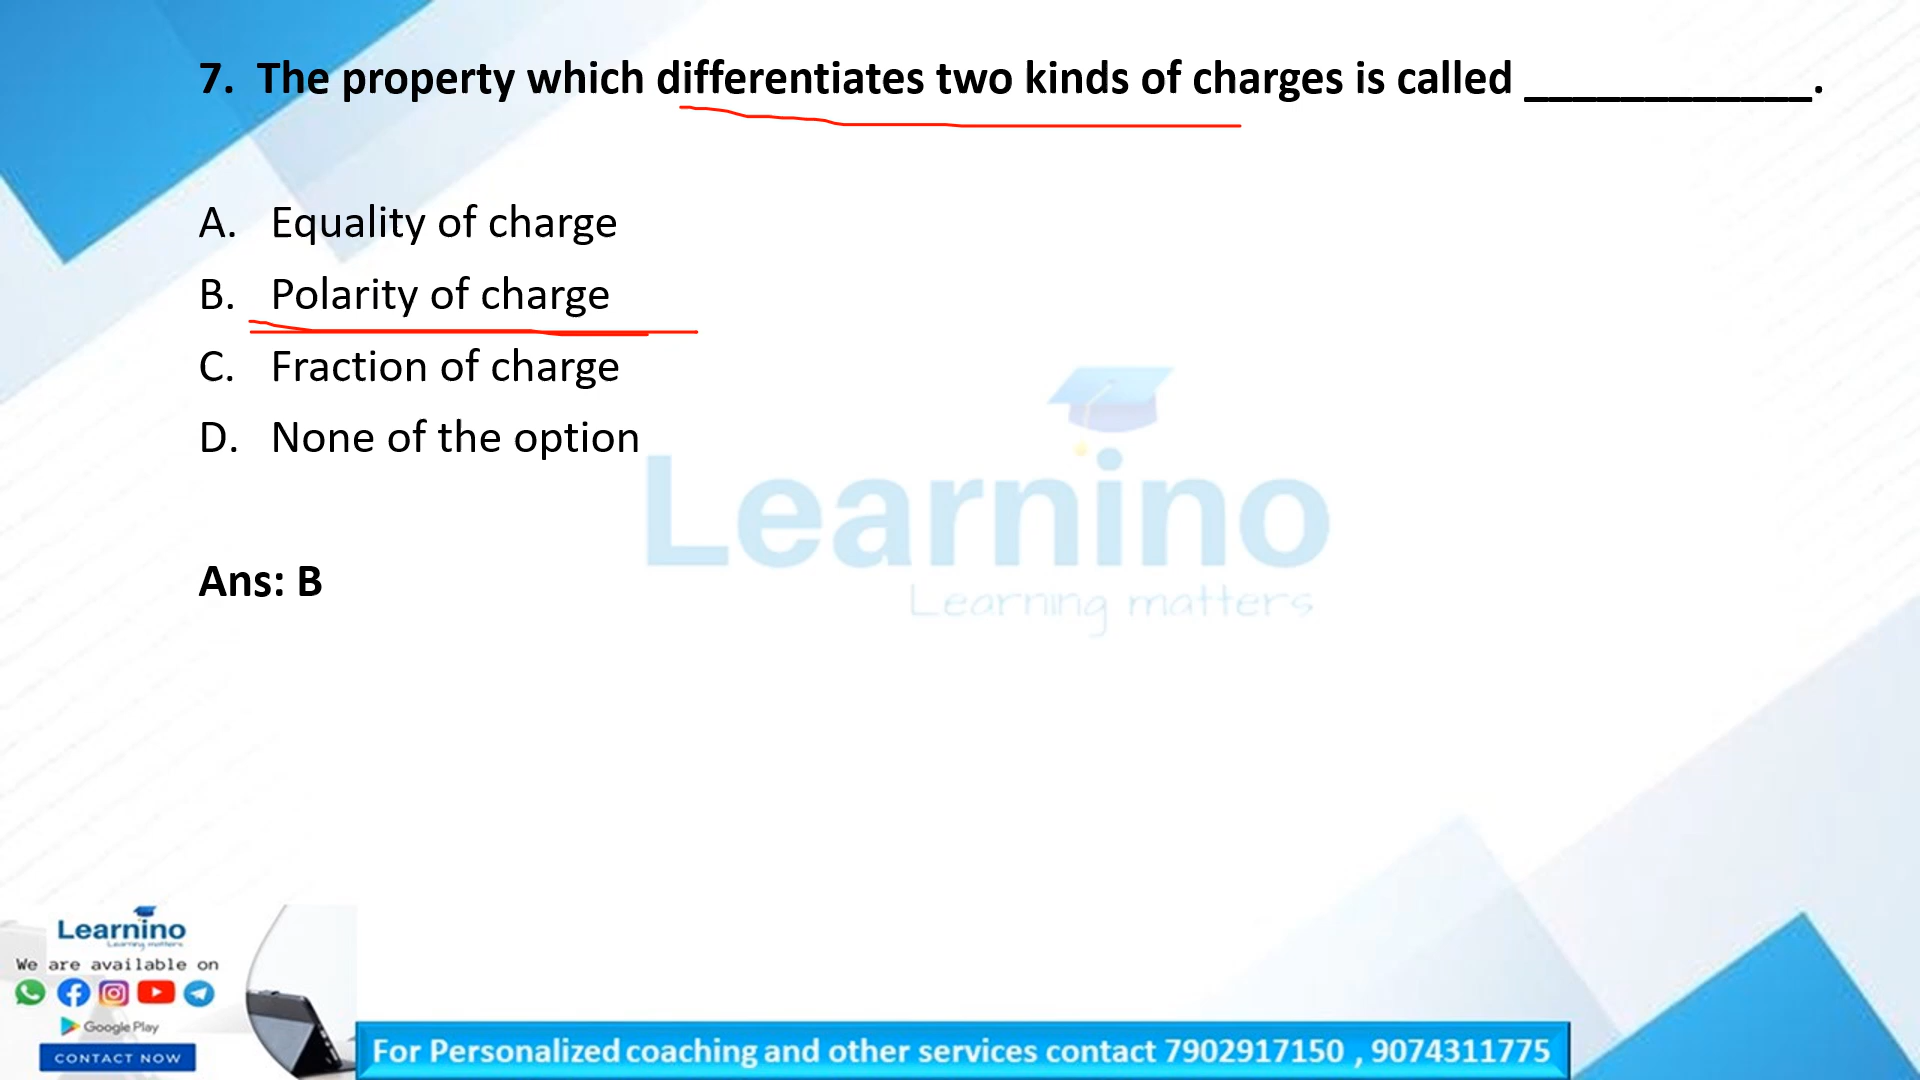 7. The property which differentiates two kinds of charges is called ____________.
A. Equality of charge
B. Polarity of charge
C. Fraction of charge
D. None of the option
Learnino
Learning matters
Ans: B
Learnino
Learning matters
We are available on
Google Play
CONTACT NOW
For Personalized coaching and other services contact 7902917150 , 9074311775